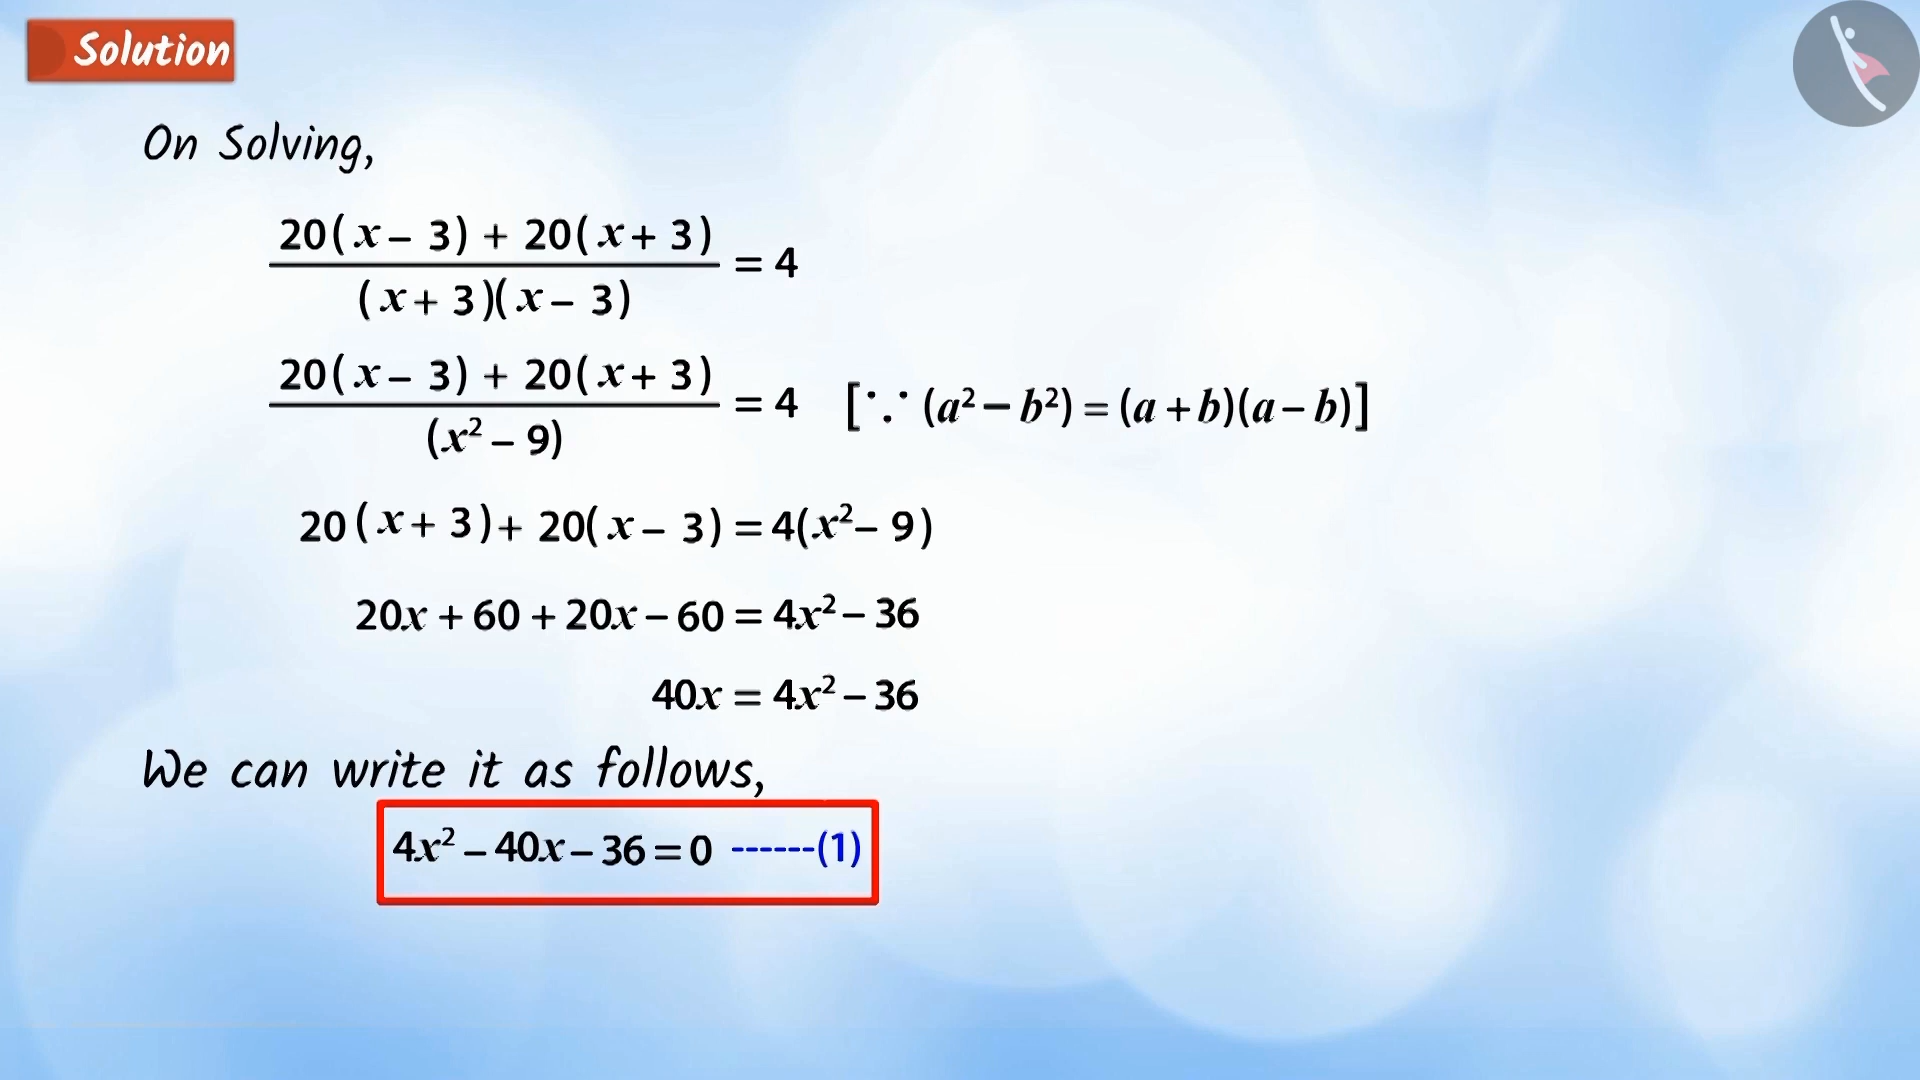 Solution
On Solving,
20(x – 3) + 20(x + 3)
(x + 3)(x – 3)
= 4
20(x – 3) + 20(x + 3)
(x² – 9)
= 4 [∵ (a² – b²) = (a + b)(a – b)]
20(x + 3) + 20(x – 3) = 4(x² – 9)
20x + 60 + 20x – 60 = 4x² – 36
40x = 4x² – 36
We can write it as follows,
4x² – 40x – 36 = 0 ------(1)